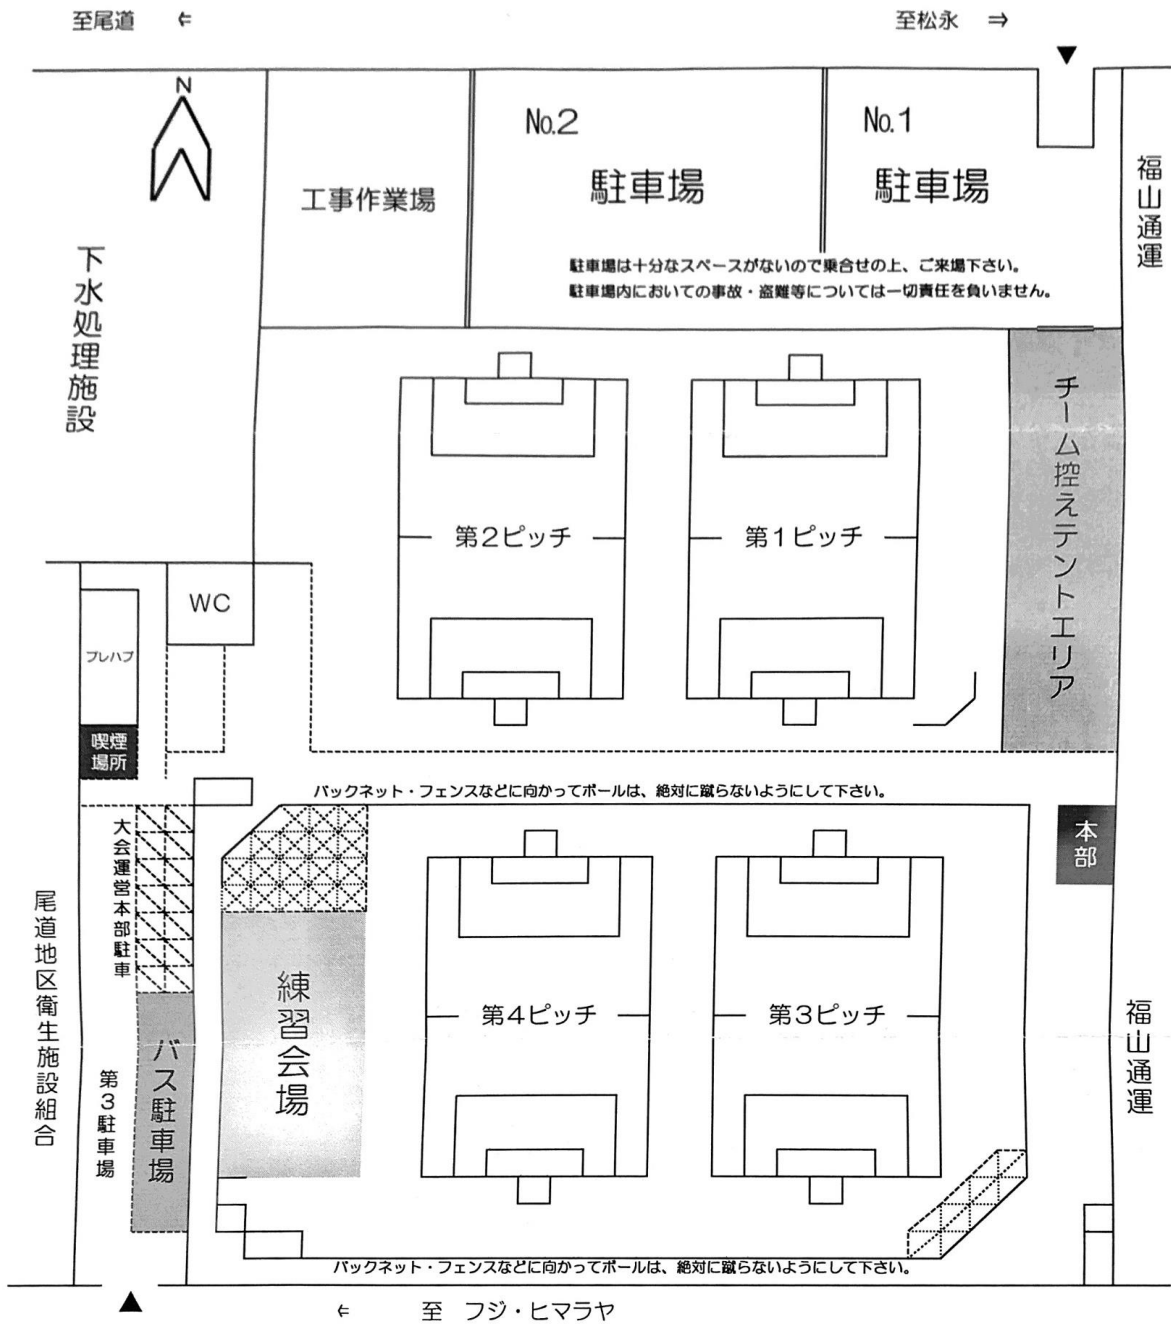 至尾道 ⇐
至松永 ⇒
▲
▼
N
No.2
駐車場
No.1
駐車場
工事作業場
福山通運
下水処理施設
駐車場は十分なスペースがないので乗合せの上、ご来場下さい。
駐車場内においての事故・盗難等については一切責任を負いません。
チーム控えテントエリア
第2ピッチ
第1ピッチ
WC
プレハブ
喫煙
場所
バックネット・フェンスなどに向かってボールは、絶対に蹴らないようにして下さい。
本部
大会運営本部駐車
尾道地区衛生施設組合
練習会場
第4ピッチ
第3ピッチ
福山通運
第3駐車場
バス駐車場
バックネット・フェンスなどに向かってボールは、絶対に蹴らないようにして下さい。
⇐ 至 フジ・ヒマラヤ